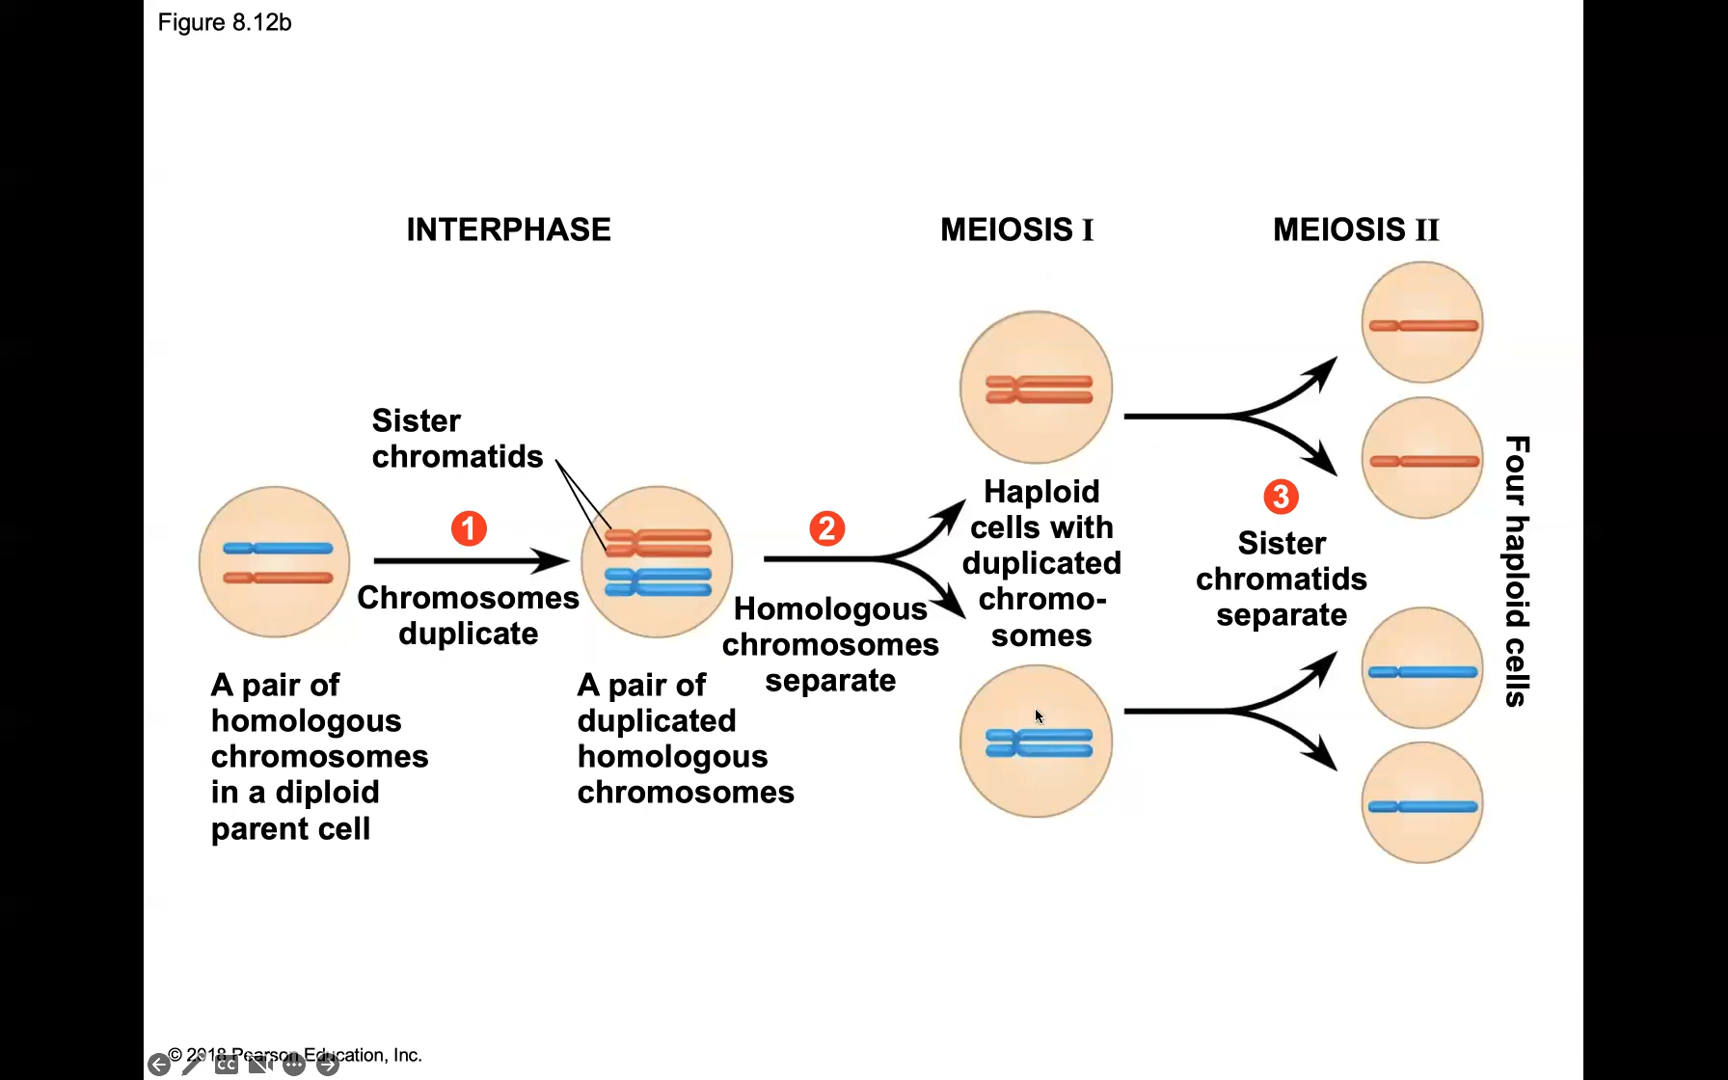 Figure 8.12b
INTERPHASE
MEIOSIS I
MEIOSIS II
Sister
chromatids
1
Chromosomes
duplicate
A pair of
homologous
chromosomes
in a diploid
parent cell
A pair of
duplicated
homologous
chromosomes
2
Homologous
chromosomes
separate
Haploid
cells with
duplicated
chromo-
somes
3
Sister
chromatids
separate
Four haploid cells
© 2018 Pearson Education, Inc.
CC